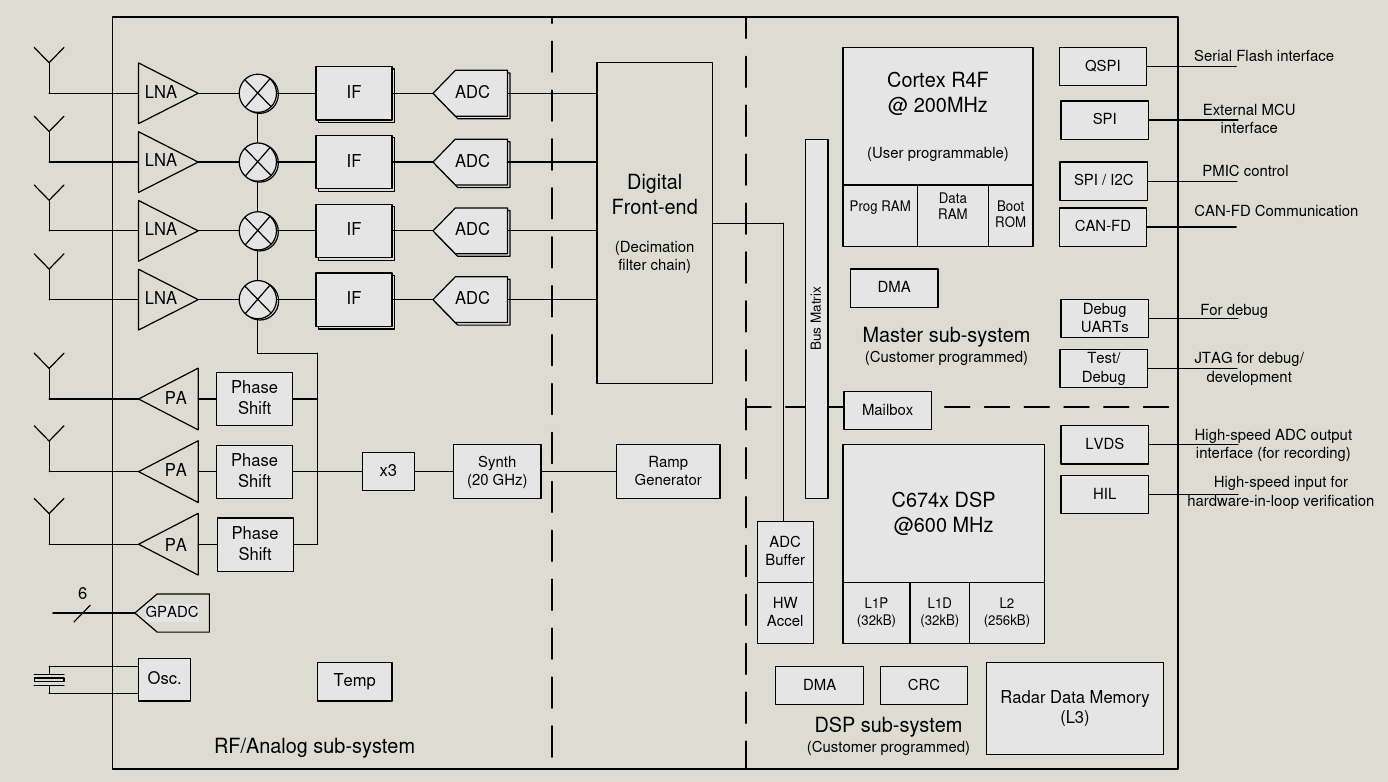 LNA
IF
ADC
LNA
IF
ADC
LNA
IF
ADC
LNA
IF
ADC
Digital
Front-end
(Decimation
filter chain)
PA
Phase
Shift
PA
Phase
Shift
x3
Synth
(20 GHz)
Ramp
Generator
PA
Phase
Shift
6
GPADC
Osc.
Temp
RF/Analog sub-system
Bus Matrix
Cortex R4F
@ 200MHz
(User programmable)
Prog RAM
Data
RAM
Boot
ROM
DMA
Master sub-system
(Customer programmed)
Mailbox
QSPI
Serial Flash interface
SPI
External MCU
interface
SPI / I2C
PMIC control
CAN-FD
CAN-FD Communication
Debug
UARTs
For debug
Test/
Debug
JTAG for debug/
development
LVDS
High-speed ADC output
interface (for recording)
HIL
High-speed input for
hardware-in-loop verification
C674x DSP
@600 MHz
L1P
(32kB)
L1D
(32kB)
L2
(256kB)
ADC
Buffer
HW
Accel
DMA
CRC
Radar Data Memory
(L3)
DSP sub-system
(Customer programmed)